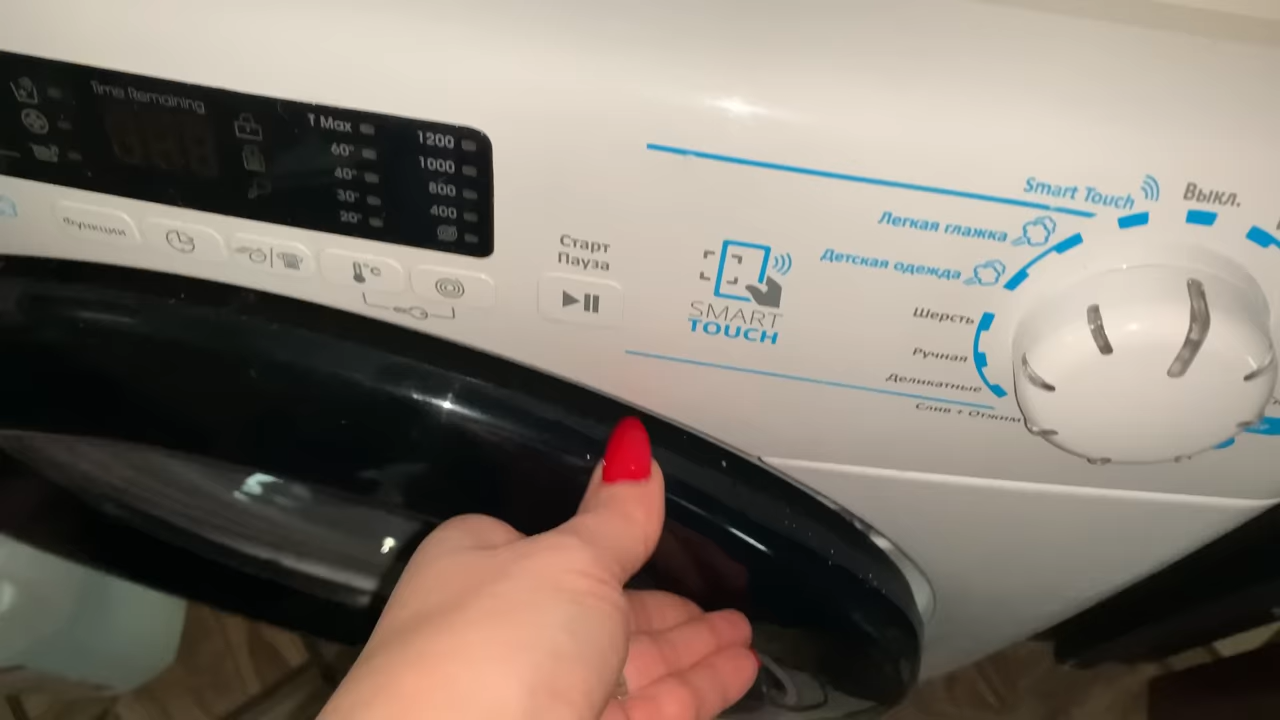 Time Remaining
T Max
60°
40°
30°
20°
1200
1000
800
400
Функции
°C
Старт
Пауза
SMART
TOUCH
Smart Touch
Выкл.
Легкая глажка
Детская одежда
Шерсть
Ручная
Деликатные
Слив + Отжим